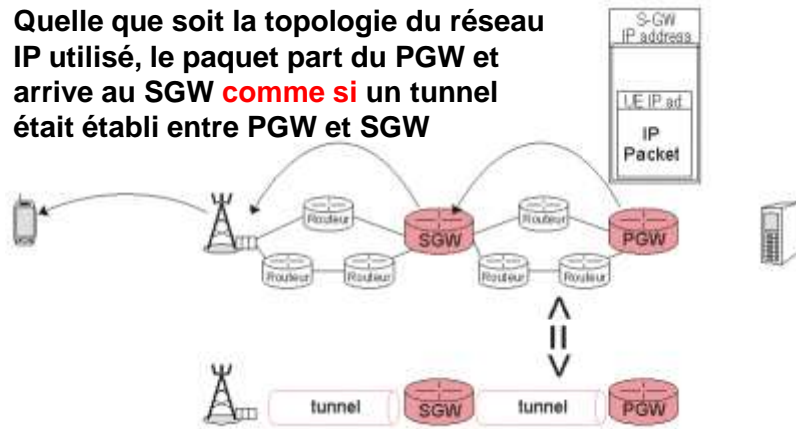 Quelle que soit la topologie du réseau
IP utilisé, le paquet part du PGW et
arrive au SGW comme si un tunnel
était établi entre PGW et SGW
S-GW
IP address
UE IP ad
IP
Packet
Routeur
Routeur
SGW
PGW
Routeur
Routeur
Routeur
Routeur
<=>
tunnel
SGW
tunnel
PGW